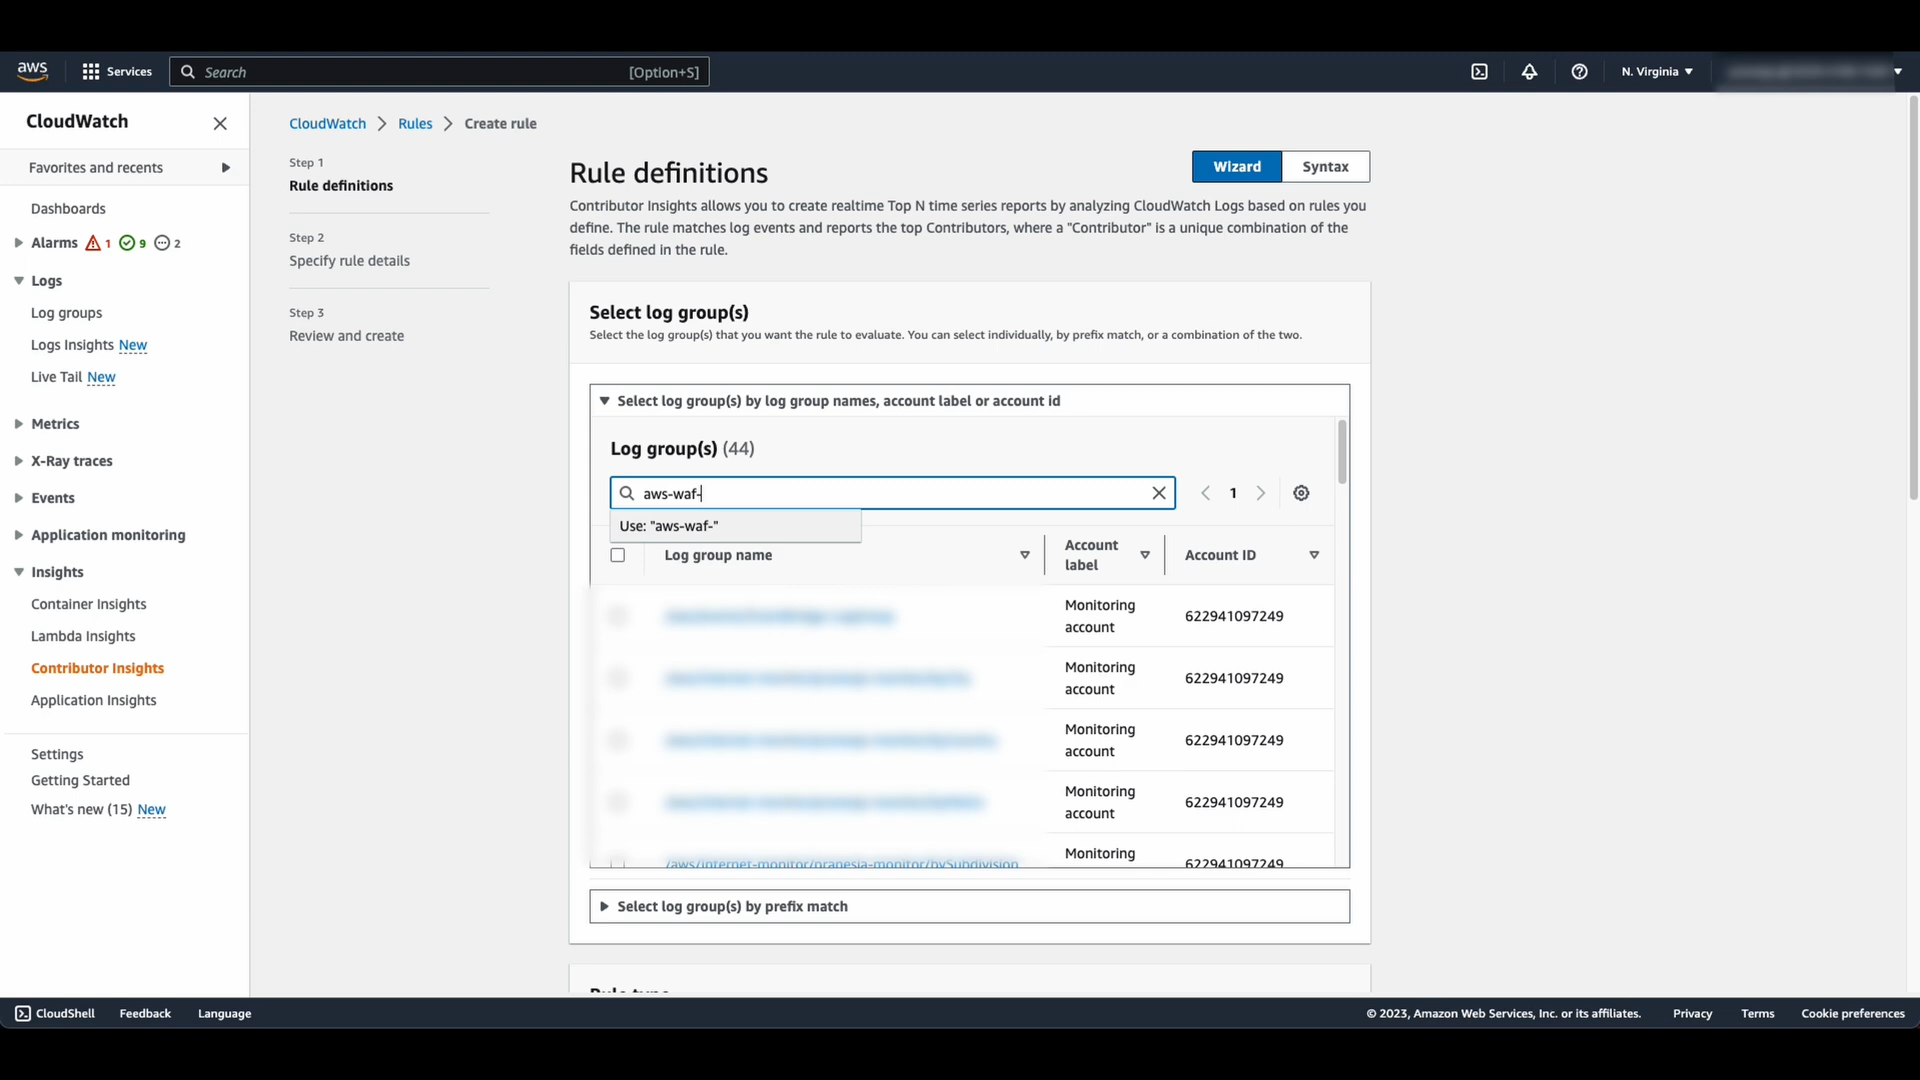 aws
Services
Search
[Option+S]
N. Virginia
CloudWatch
Favorites and recents
Dashboards
Alarms 1 9 2
Logs
Log groups
Logs Insights New
Live Tail New
Metrics
X-Ray traces
Events
Application monitoring
Insights
Container Insights
Lambda Insights
Contributor Insights
Application Insights
Settings
Getting Started
What's new (15) New
CloudWatch > Rules > Create rule
Step 1
Rule definitions
Step 2
Specify rule details
Step 3
Review and create
Rule definitions
Wizard
Syntax
Contributor Insights allows you to create realtime Top N time series reports by analyzing CloudWatch Logs based on rules you
define. The rule matches log events and reports the top Contributors, where a "Contributor" is a unique combination of the
fields defined in the rule.
Select log group(s)
Select the log group(s) that you want the rule to evaluate. You can select individually, by prefix match, or a combination of the two.
Select log group(s) by log group names, account label or account id
Log group(s) (44)
aws-waf-
1
Use: "aws-waf-"
Log group name
Account
label
Account ID
Monitoring
account
622941097249
Monitoring
account
622941097249
Monitoring
account
622941097249
Monitoring
account
622941097249
/aws/internet-monitor/pranesia-monitor/bySubdivision
Monitoring
622941097249
Select log group(s) by prefix match
Rule type
CloudShell
Feedback
Language
© 2023, Amazon Web Services, Inc. or its affiliates.
Privacy
Terms
Cookie preferences